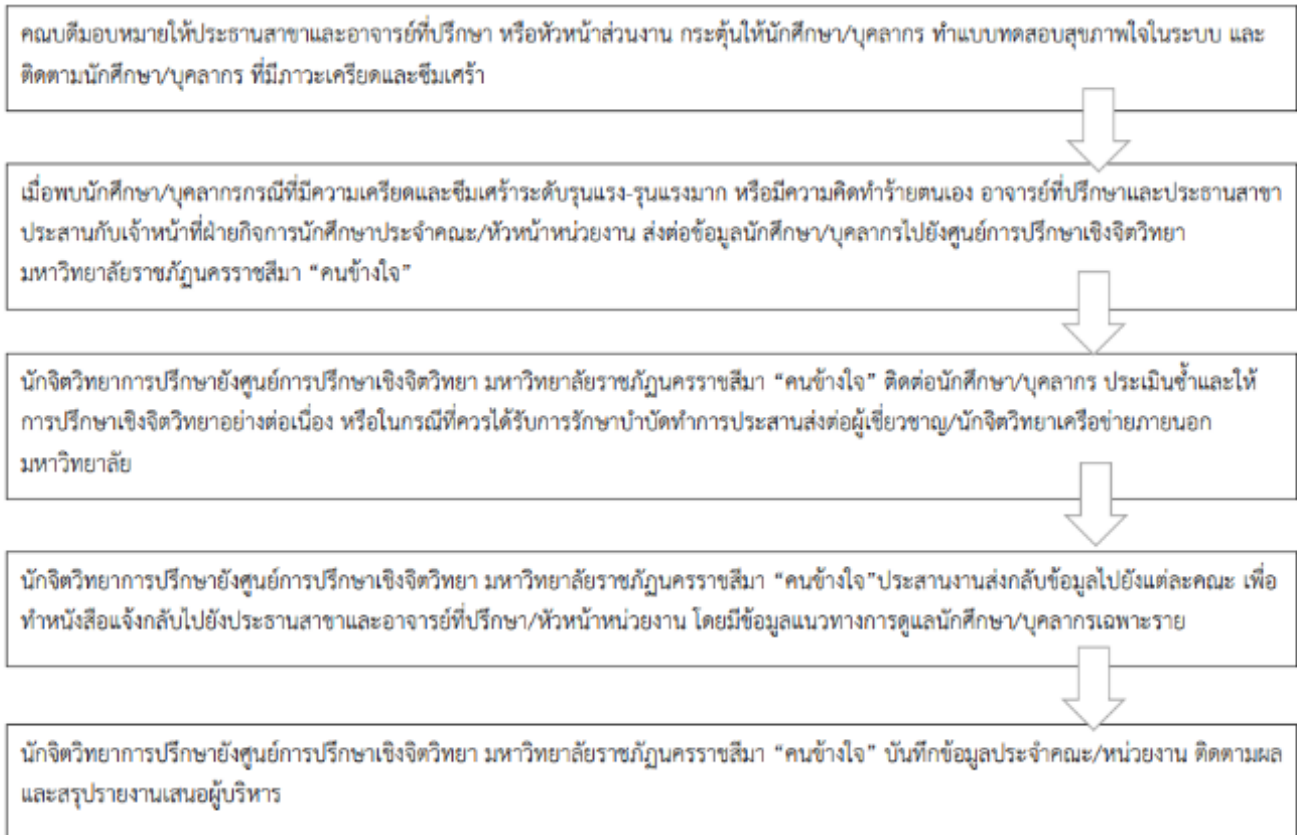 คณบดีมอบหมายให้ประธานสาขาและอาจารย์ที่ปรึกษา หรือหัวหน้าส่วนงาน กระตุ้นให้นักศึกษา/บุคลากร ทำแบบทดสอบสุขภาพใจในระบบ และ
ติดตามนักศึกษา/บุคลากร ที่มีภาวะเครียดและซึมเศร้า
เมื่อพบนักศึกษา/บุคลากรกรณีที่มีความเครียดและซึมเศร้าระดับรุนแรง-รุนแรงมาก หรือมีความคิดทำร้ายตนเอง อาจารย์ที่ปรึกษาและประธานสาขา
ประสานกับเจ้าหน้าที่ฝ่ายกิจการนักศึกษาประจำคณะ/หัวหน้าหน่วยงาน ส่งต่อข้อมูลนักศึกษา/บุคลากรไปยังศูนย์การปรึกษาเชิงจิตวิทยา
มหาวิทยาลัยราชภัฏนครราชสีมา “คนข้างใจ”
นักจิตวิทยาการปรึกษายังศูนย์การปรึกษาเชิงจิตวิทยา มหาวิทยาลัยราชภัฏนครราชสีมา “คนข้างใจ” ติดต่อนักศึกษา/บุคลากร ประเมินซ้ำและให้
การปรึกษาเชิงจิตวิทยาอย่างต่อเนื่อง หรือในกรณีที่ควรได้รับการรักษาบำบัดทำการประสานส่งต่อผู้เชี่ยวชาญ/นักจิตวิทยาเครือข่ายภายนอก
มหาวิทยาลัย
นักจิตวิทยาการปรึกษายังศูนย์การปรึกษาเชิงจิตวิทยา มหาวิทยาลัยราชภัฏนครราชสีมา “คนข้างใจ”ประสานงานส่งกลับข้อมูลไปยังแต่ละคณะ เพื่อ
ทำหนังสือแจ้งกลับไปยังประธานสาขาและอาจารย์ที่ปรึกษา/หัวหน้าหน่วยงาน โดยมีข้อมูลแนวทางการดูแลนักศึกษา/บุคลากรเฉพาะราย
นักจิตวิทยาการปรึกษายังศูนย์การปรึกษาเชิงจิตวิทยา มหาวิทยาลัยราชภัฏนครราชสีมา “คนข้างใจ” บันทึกข้อมูลประจำคณะ/หน่วยงาน ติดตามผล
และสรุปรายงานเสนอผู้บริหาร